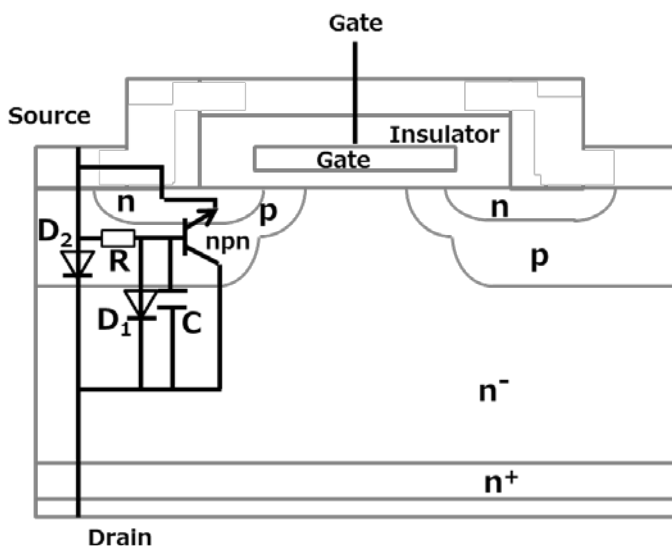 Gate
Source
Insulator
Gate
n
p
n
D2
npn
R
p
D1
C
n-
n+
Drain